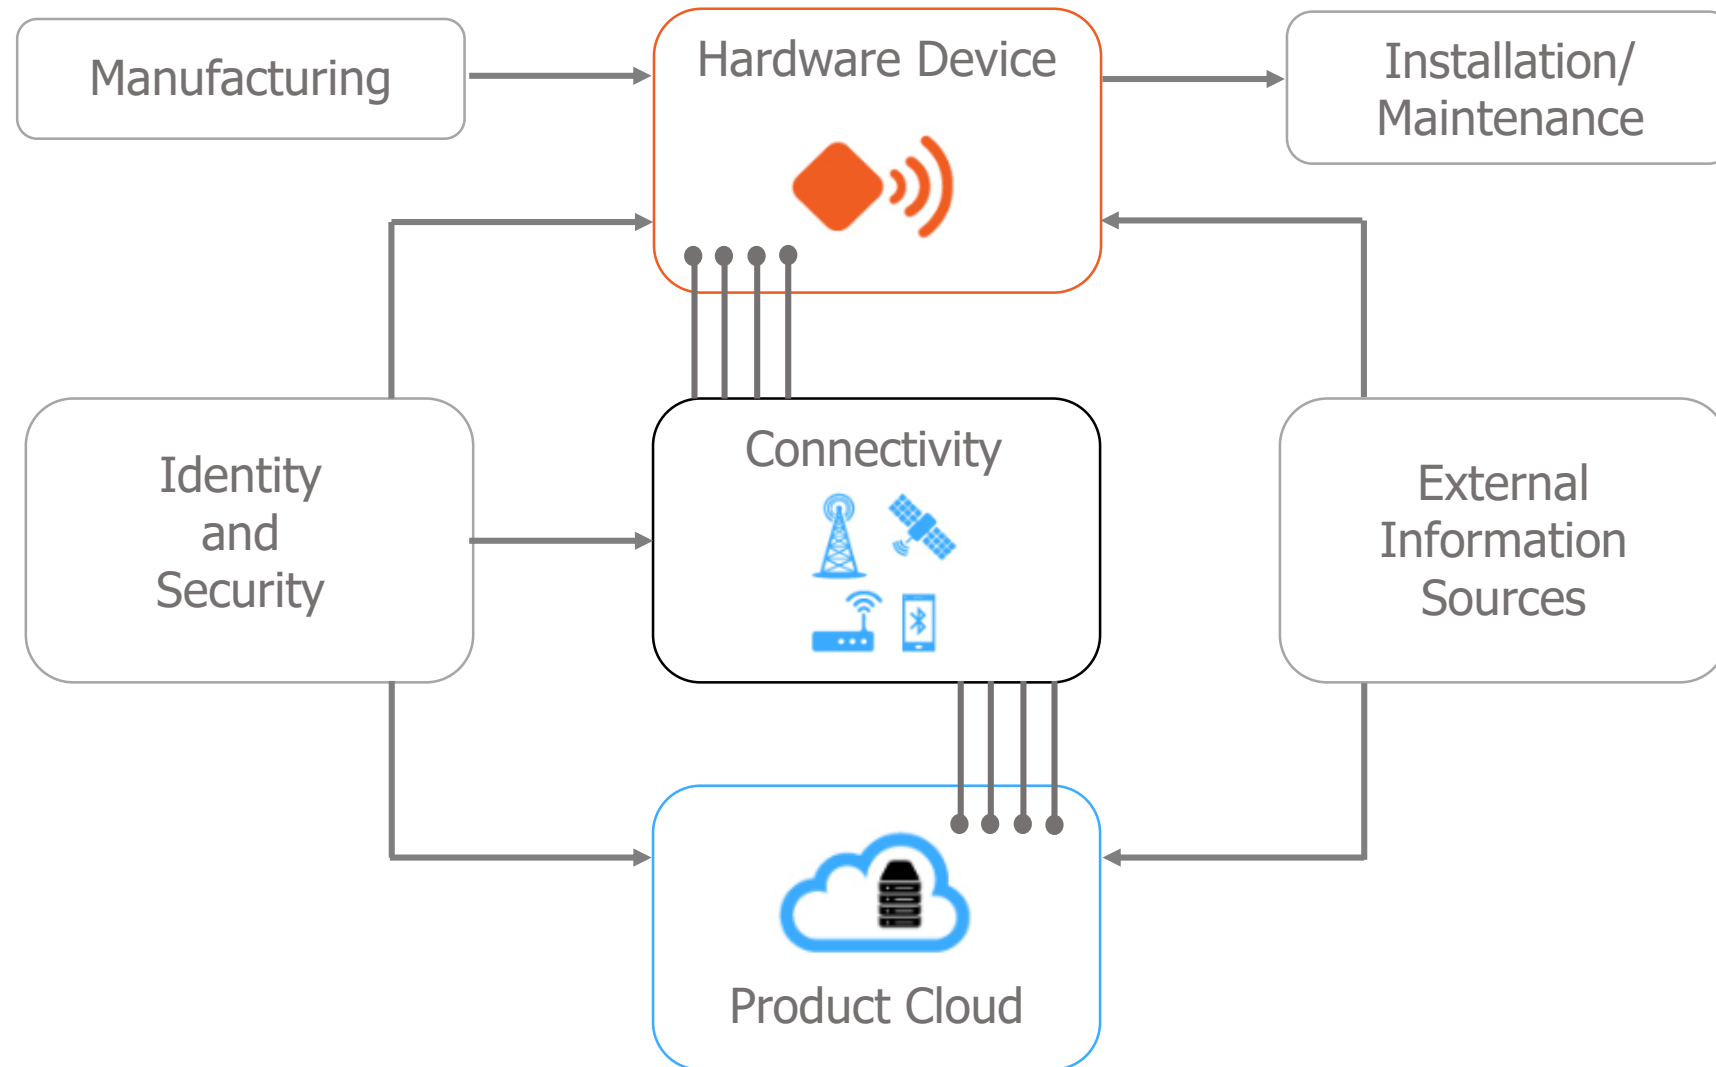 Manufacturing
Hardware Device
Installation/
Maintenance
Identity
and
Security
Connectivity
External
Information
Sources
Product Cloud